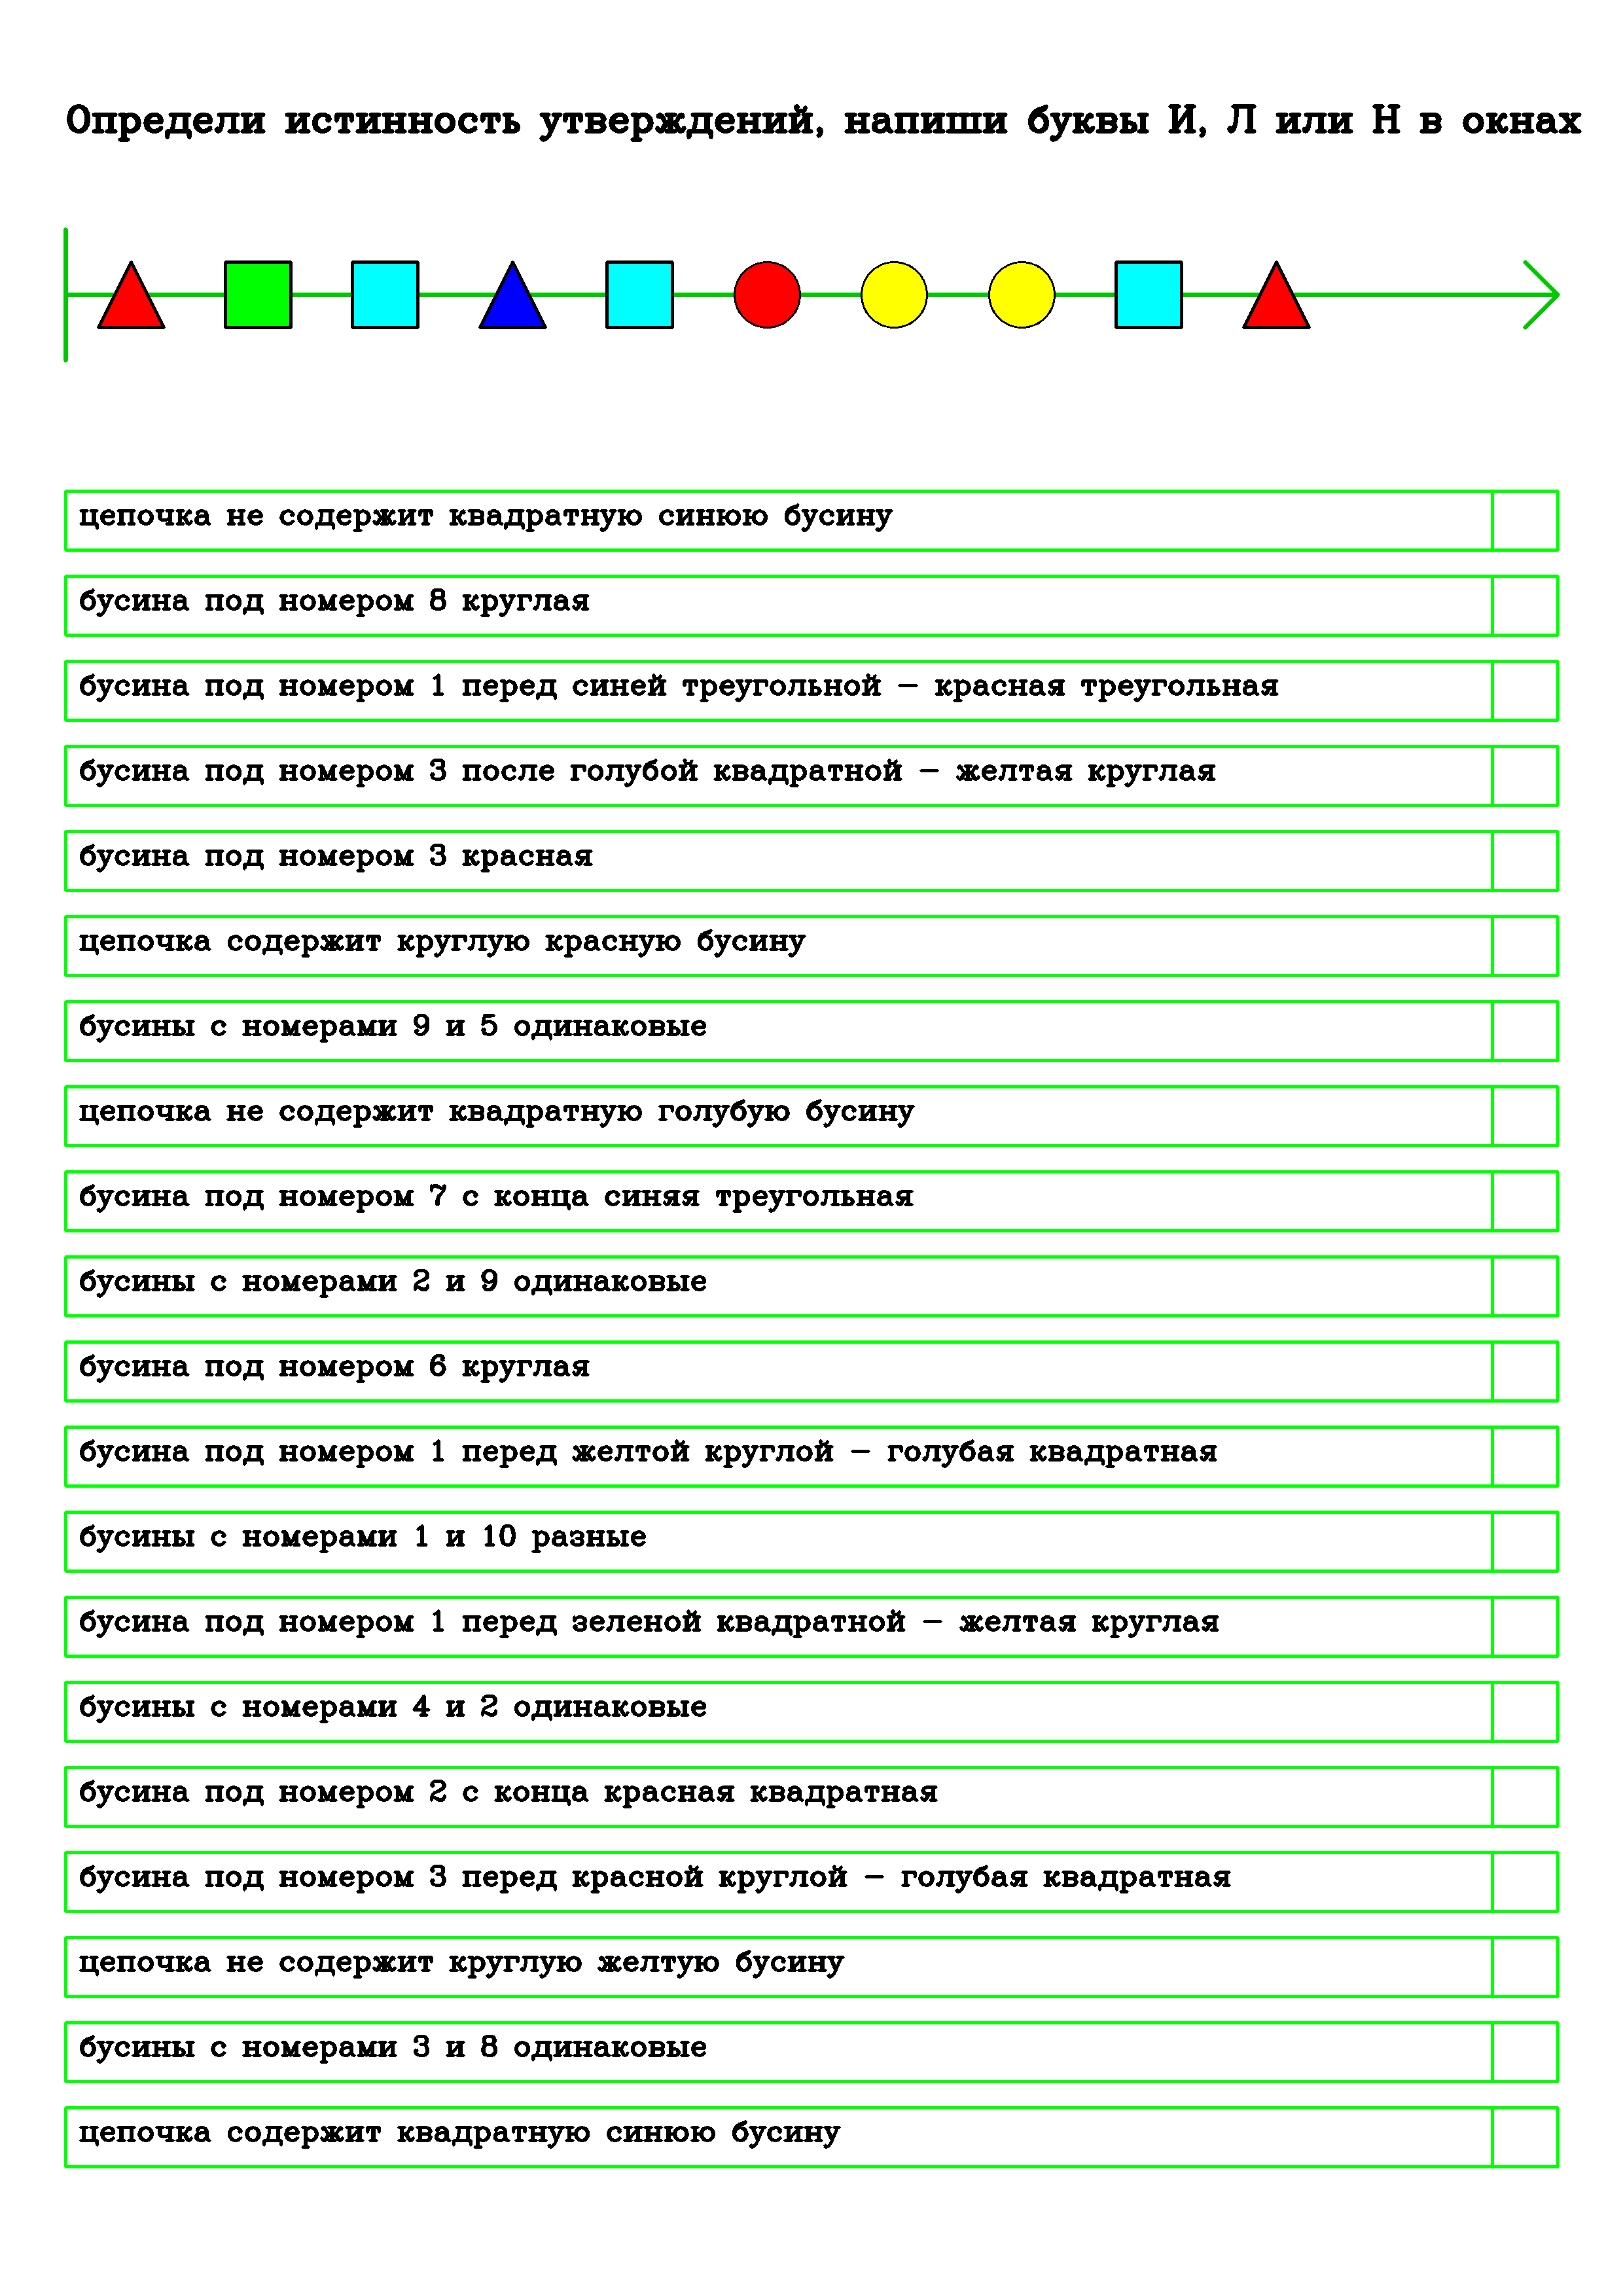 Определи истинность утверждений, напиши буквы И, Л или Н в окнах
цепочка не содержит квадратную синюю бусину
бусина под номером 8 круглая
бусина под номером 1 перед синей треугольной – красная треугольная
бусина под номером 3 после голубой квадратной – желтая круглая
бусина под номером 3 красная
цепочка содержит круглую красную бусину
бусины с номерами 9 и 5 одинаковые
цепочка не содержит квадратную голубую бусину
бусина под номером 7 с конца синяя треугольная
бусины с номерами 2 и 9 одинаковые
бусина под номером 6 круглая
бусина под номером 1 перед желтой круглой – голубая квадратная
бусины с номерами 1 и 10 разные
бусина под номером 1 перед зеленой квадратной – желтая круглая
бусины с номерами 4 и 2 одинаковые
бусина под номером 2 с конца красная квадратная
бусина под номером 3 перед красной круглой – голубая квадратная
цепочка не содержит круглую желтую бусину
бусины с номерами 3 и 8 одинаковые
цепочка содержит квадратную синюю бусину